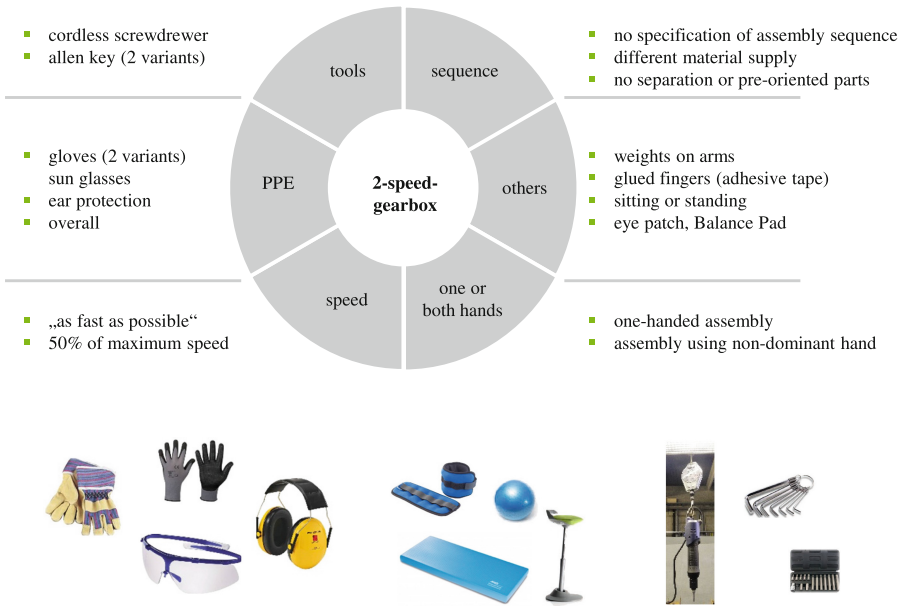 cordless screwdrewer
allen key (2 variants)
tools
sequence
no specification of assembly sequence
different material supply
no separation or pre-oriented parts
gloves (2 variants)
sun glasses
ear protection
overall
PPE
2-speed-
gearbox
others
weights on arms
glued fingers (adhesive tape)
sitting or standing
eye patch, Balance Pad
„as fast as possible“
50% of maximum speed
speed
one or
both hands
one-handed assembly
assembly using non-dominant hand